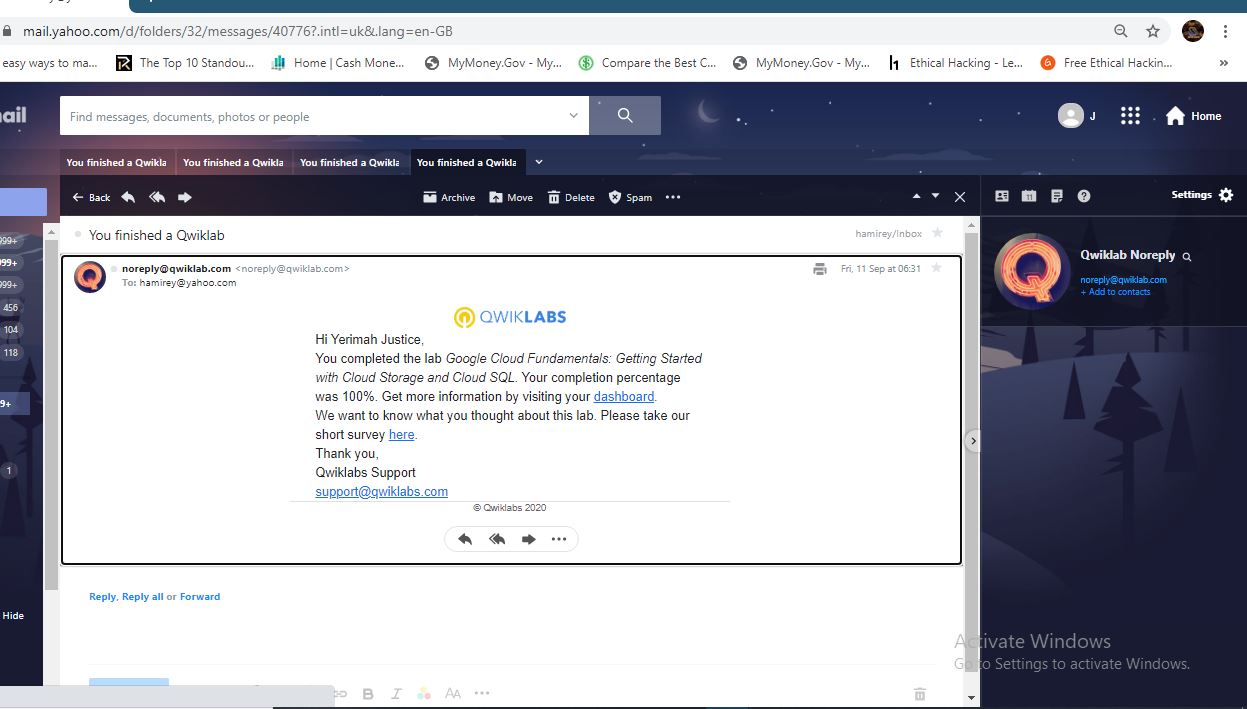 mail.yahoo.com/d/folders/32/messages/40776?.intl=uk&.lang=en-GB
easy ways to ma... The Top 10 Standou... Home | Cash Mone... MyMoney.Gov - My... Compare the Best C... MyMoney.Gov - My... Ethical Hacking - Le... Free Ethical Hackin... »
ail Find messages, documents, photos or people J Home
You finished a Qwikla You finished a Qwikla You finished a Qwikla You finished a Qwikla
Back Archive Move Delete Spam Settings
You finished a Qwiklab hamirey/Inbox
999+
999+
999+
456
104
118
9+
1
Hide
noreply@qwiklab.com <noreply@qwiklab.com> Fri, 11 Sep at 06:31
To: hamirey@yahoo.com
QWIKLABS
Hi Yerimah Justice,
You completed the lab Google Cloud Fundamentals: Getting Started
with Cloud Storage and Cloud SQL. Your completion percentage
was 100%. Get more information by visiting your dashboard.
We want to know what you thought about this lab. Please take our
short survey here.
Thank you,
Qwiklabs Support
support@qwiklabs.com
© Qwiklabs 2020
Reply, Reply all or Forward
B I AA
Qwiklab Noreply
noreply@qwiklab.com
+ Add to contacts
Activate Windows
Go to Settings to activate Windows.